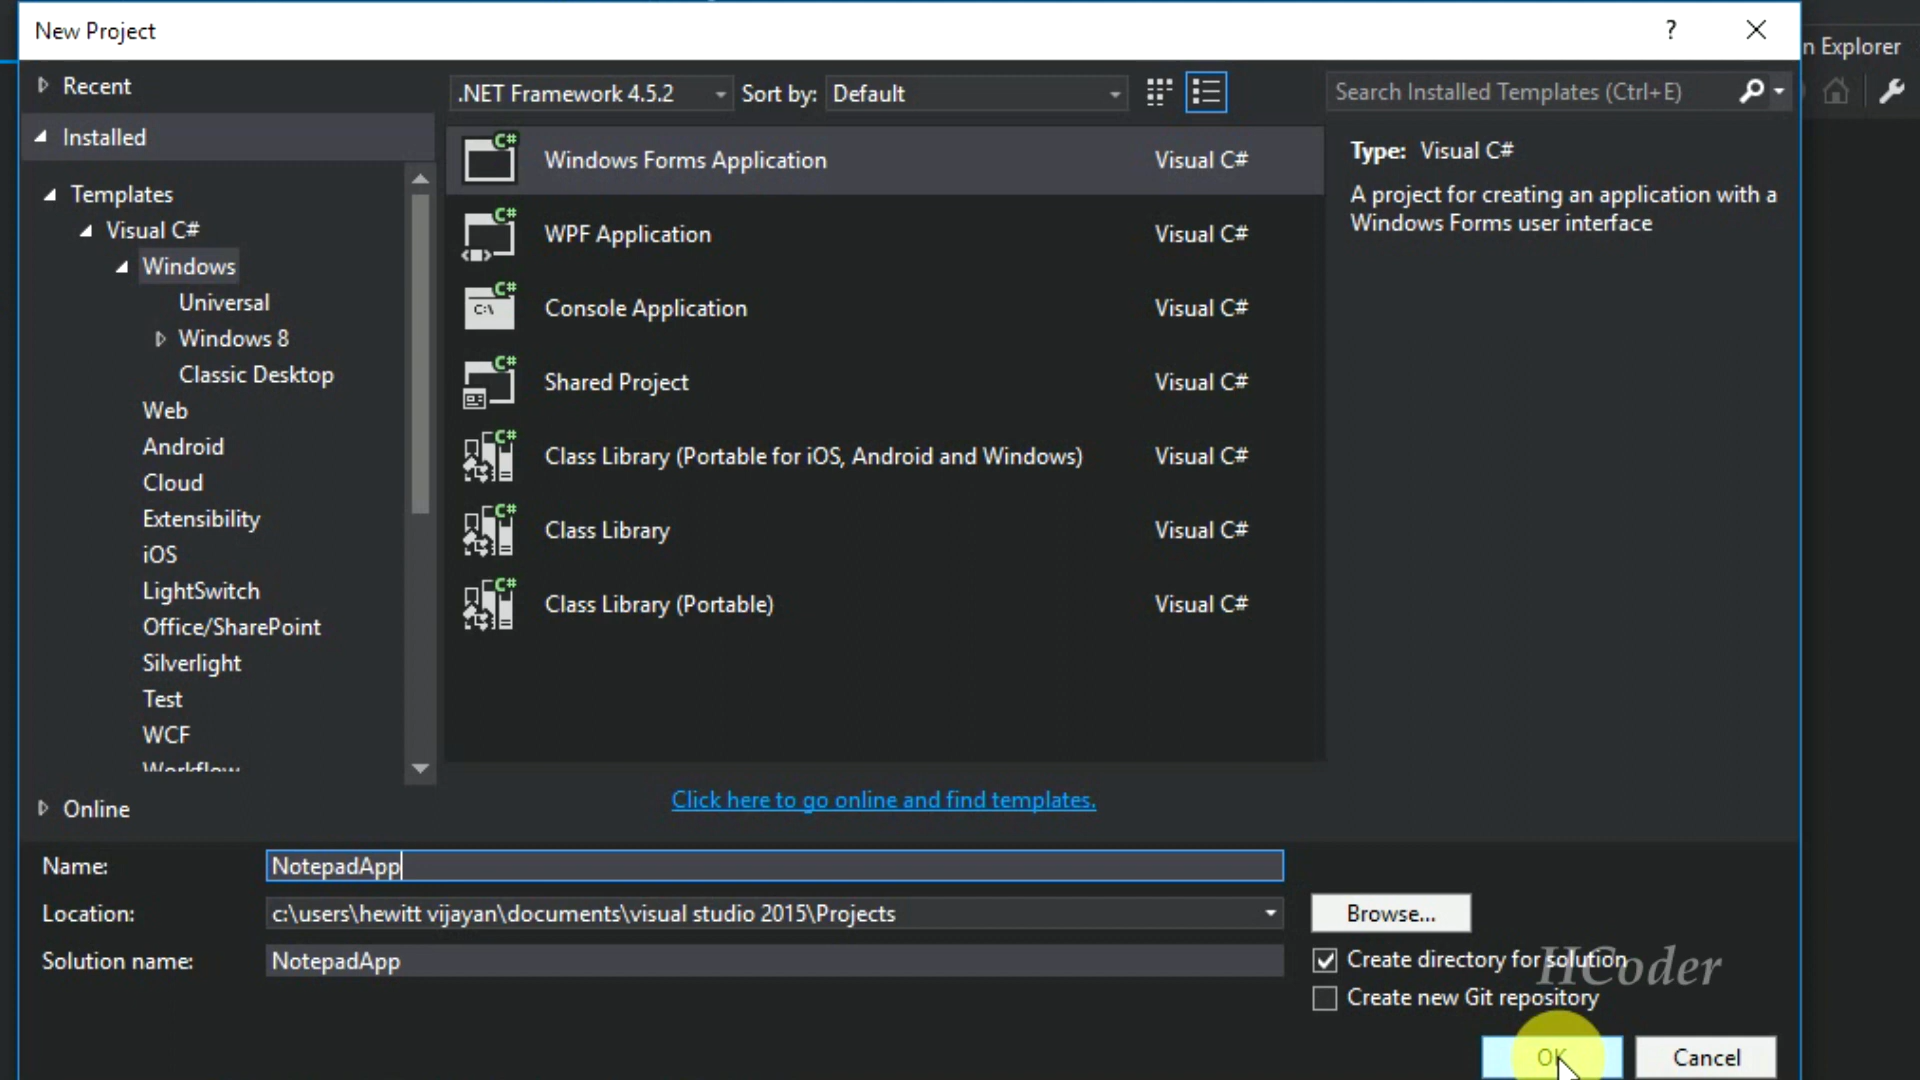 New Project
?
n Explorer
Recent
.NET Framework 4.5.2
Sort by:
Default
Search Installed Templates (Ctrl+E)
Installed
Templates
Visual C#
Windows
Universal
Windows 8
Classic Desktop
Web
Android
Cloud
Extensibility
iOS
LightSwitch
Office/SharePoint
Silverlight
Test
WCF
Workflow
Online
C#
Windows Forms Application
Visual C#
C#
WPF Application
Visual C#
C#
C:\
Console Application
Visual C#
C#
Shared Project
Visual C#
C#
Class Library (Portable for iOS, Android and Windows)
Visual C#
C#
Class Library
Visual C#
C#
Class Library (Portable)
Visual C#
Type: Visual C#
A project for creating an application with a
Windows Forms user interface
Click here to go online and find templates.
Name:
NotepadApp
Location:
c:\users\hewitt vijayan\documents\visual studio 2015\Projects
Browse...
Solution name:
NotepadApp
Create directory for solution
HCoder
Create new Git repository
OK
Cancel